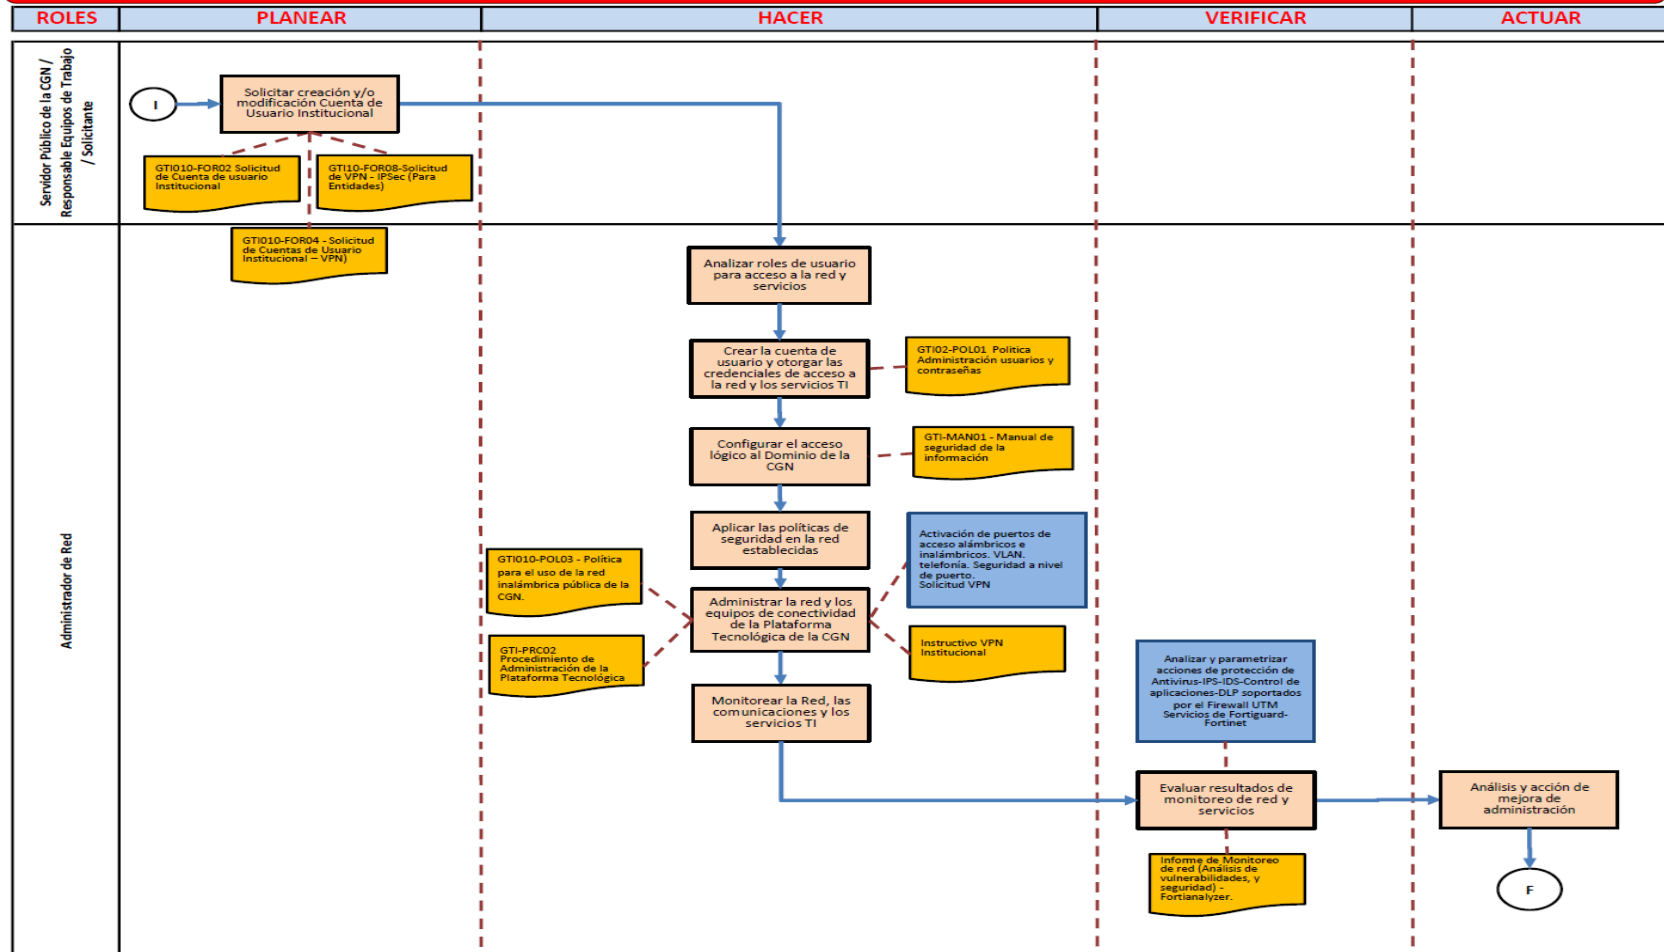 ROLES
PLANEAR
HACER
VERIFICAR
ACTUAR
Servidor Público de la CGN /
Responsable Equipos de Trabajo
/ Solicitante
I
Solicitar creación y/o
modificación Cuenta de
Usuario Institucional
GTI010-FOR02 Solicitud
de Cuenta de usuario
Institucional
GTI10-FOR08-Solicitud
de VPN - IPSec (Para
Entidades)
Administrador de Red
GTI010-FOR04 - Solicitud
de Cuentas de Usuario
Institucional – VPN)
Analizar roles de usuario
para acceso a la red y
servicios
Crear la cuenta de
usuario y otorgar las
credenciales de acceso a
la red y los servicios TI
GTI02-POL01 Politica
Administración usuarios y
contraseñas
Configurar el acceso
lógico al Dominio de la
CGN
GTI-MAN01 - Manual de
seguridad de la
información
Aplicar las políticas de
seguridad en la red
establecidas
Activación de puertos de
acceso alámbricos e
inalámbricos. VLAN.
telefonía. Seguridad a nivel
de puerto.
Solicitud VPN
GTI010-POL03 - Política
para el uso de la red
inalámbrica pública de la
CGN.
Administrar la red y los
equipos de conectividad
de la Plataforma
Tecnológica de la CGN
GTI-PRC02
Procedimiento de
Administración de la
Plataforma Tecnológica
Instructivo VPN
Institucional
Monitorear la Red, las
comunicaciones y los
servicios TI
Analizar y parametrizar
acciones de protección de
Antivirus-IPS-IDS-Control de
aplicaciones-DLP soportados
por el Firewall UTM
Servicios de Fortiguard-
Fortinet
Evaluar resultados de
monitoreo de red y
servicios
Análisis y acción de
mejora de
administración
Informe de Monitoreo
de red (Análisis de
vulnerabilidades, y
seguridad) -
Fortianalyzer.
F